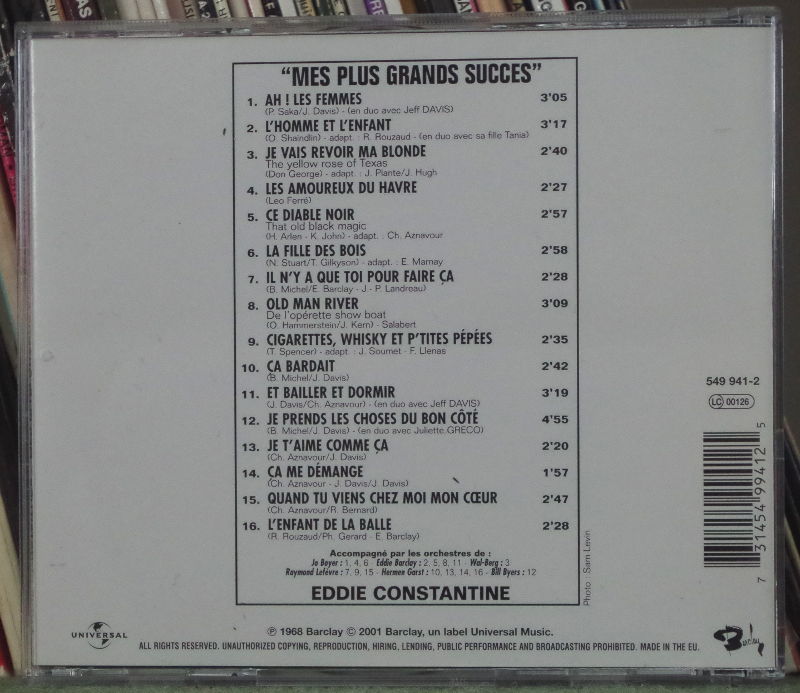 "MES PLUS GRANDS SUCCES"
1. AH ! LES FEMMES 3'05
(P. Saka/J. Davis) - (en duo avec Jeff DAVIS)
2. L'HOMME ET L'ENFANT 3'17
(O. Shaindlin) - adapt. : R. Rouzaud - (en duo avec sa fille Tania)
3. JE VAIS REVOIR MA BLONDE 2'40
The yellow rose of Texas
(Don George) - adapt. : J. Plante/J. Hugh
4. LES AMOUREUX DU HAVRE 2'27
(Leo Ferré)
5. CE DIABLE NOIR 2'57
That old black magic
(H. Arlen - K. John) - adapt. : Ch. Aznavour
6. LA FILLE DES BOIS 2'58
(N. Stuart/T. Gilkyson) - adapt. : E. Marnay
7. IL N'Y A QUE TOI POUR FAIRE ÇA 2'28
(B. Michel/E. Barclay - J.- P. Landreau)
8. OLD MAN RIVER 3'09
De l'opérette show boat
(O. Hammerstein/J. Kern) - Salabert
9. CIGARETTES, WHISKY ET P'TITES PÉPÉES 2'35
(T. Spencer) - adapt. : J. Soumet - F. Llenas
10. ÇA BARDAIT 2'42
(B. Michel/J. Davis)
11. ET BAILLER ET DORMIR 3'19
(J. Davis/Ch. Aznavour) - (en duo avec Jeff DAVIS)
12. JE PRENDS LES CHOSES DU BON CÔTÉ 4'55
(B. Michel/J. Davis) - (en duo avec Juliette GRECO)
13. JE T'AIME COMME ÇA 2'20
(Ch. Aznavour/J. Davis)
14. ÇA ME DÉMANGE 1'57
(Ch. Aznavour - J. Davis/J. Davis)
15. QUAND TU VIENS CHEZ MOI MON CŒUR 2'47
(Ch. Aznavour/R. Bernard)
16. L'ENFANT DE LA BALLE 2'28
(R. Rouzaud/Ph. Gerard - E. Barclay)
Accompagné par les orchestres de :
Jo Boyer : 1, 4, 6 - Eddie Barclay : 2, 5, 8, 11 - Wal-Berg : 3
Raymond Lefèvre : 7, 9, 15 - Hermen Garst : 10, 13, 14, 16 - Bill Byers : 12
EDDIE CONSTANTINE
Photo : Sam Levin
549 941-2
LC 00126
7 31454 99412 5
UNIVERSAL
℗ 1968 Barclay © 2001 Barclay, un label Universal Music.
ALL RIGHTS RESERVED. UNAUTHORIZED COPYING, REPRODUCTION, HIRING, LENDING, PUBLIC PERFORMANCE AND BROADCASTING PROHIBITED. MADE IN THE EU.
Barclay